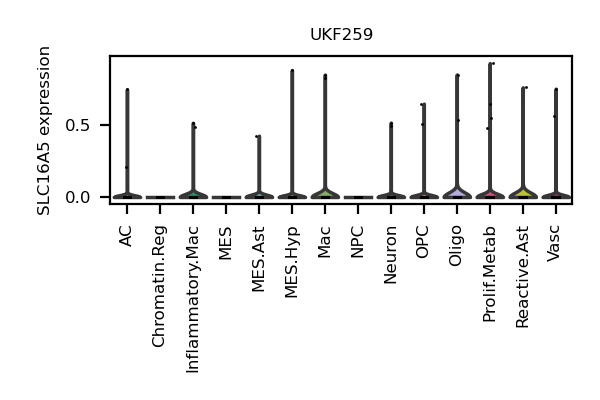 UKF259
SLC16A5 expression
0.5
0.0
AC
Chromatin.Reg
Inflammatory.Mac
MES
MES.Ast
MES.Hyp
Mac
NPC
Neuron
OPC
Oligo
Prolif.Metab
Reactive.Ast
Vasc